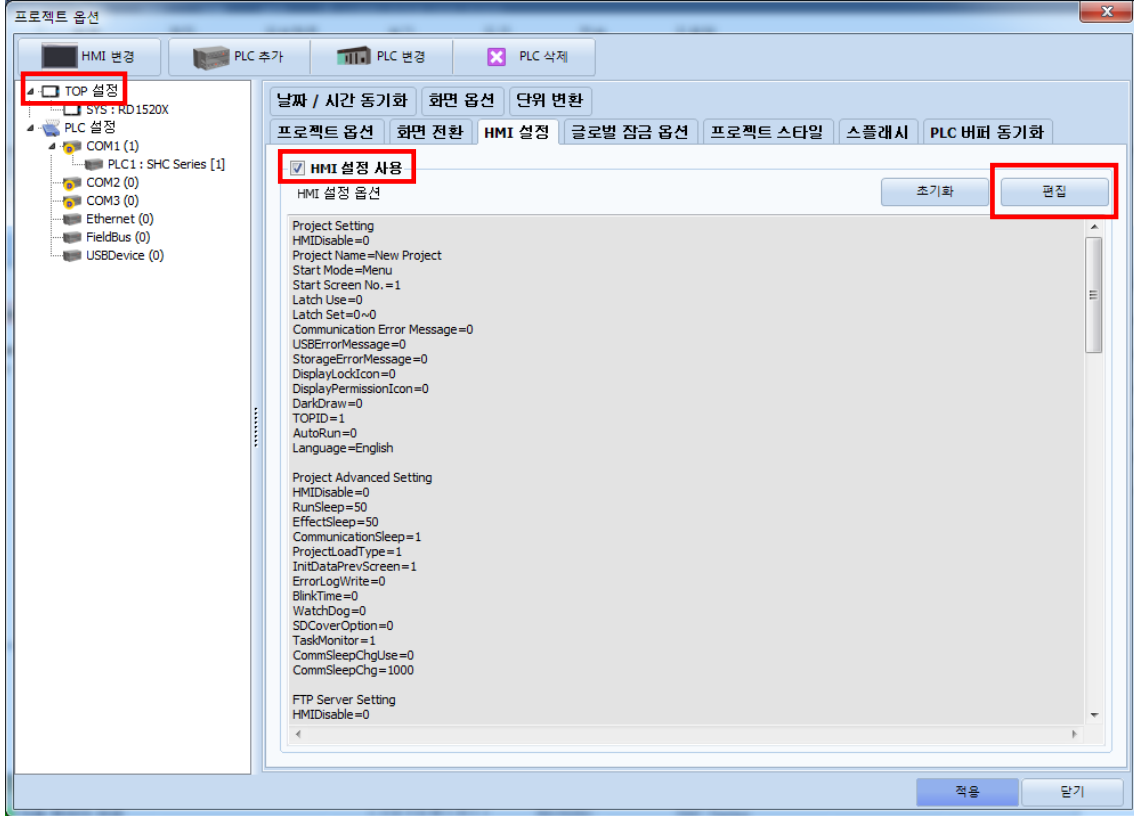 프로젝트 옵션
HMI 변경 PLC 추가 PLC 변경 PLC 삭제
TOP 설정
SYS : RD1520X
PLC 설정
COM1 (1)
PLC1 : SHC Series [1]
COM2 (0)
COM3 (0)
Ethernet (0)
FieldBus (0)
USBDevice (0)
날짜 / 시간 동기화 화면 옵션 단위 변환
프로젝트 옵션 화면 전환 HMI 설정 글로벌 잠금 옵션 프로젝트 스타일 스플래시 PLC 버퍼 동기화
HMI 설정 사용
HMI 설정 옵션 초기화 편집
Project Setting
HMIDisable=0
Project Name=New Project
Start Mode=Menu
Start Screen No.=1
Latch Use=0
Latch Set=0~0
Communication Error Message=0
USBErrorMessage=0
StorageErrorMessage=0
DisplayLockIcon=0
DisplayPermissionIcon=0
DarkDraw=0
TOPID=1
AutoRun=0
Language=English
Project Advanced Setting
HMIDisable=0
RunSleep=50
EffectSleep=50
CommunicationSleep=1
ProjectLoadType=1
InitDataPrevScreen=1
ErrorLogWrite=0
BlinkTime=0
WatchDog=0
SDCoverOption=0
TaskMonitor=1
CommSleepChgUse=0
CommSleepChg=1000
FTP Server Setting
HMIDisable=0
적용 닫기